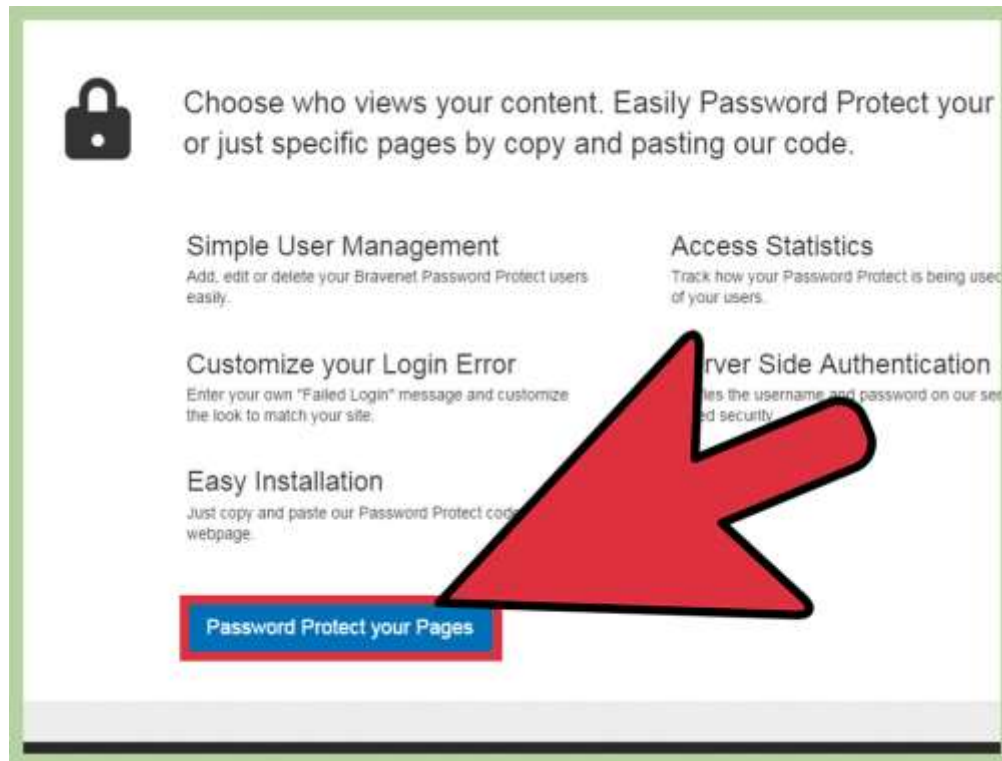 Choose who views your content. Easily Password Protect your
or just specific pages by copy and pasting our code.
Simple User Management
Add, edit or delete your Bravenet Password Protect users
easily.
Access Statistics
Track how your Password Protect is being used
of your users.
Customize your Login Error
Enter your own "Failed Login" message and customize
the look to match your site.
Side Authentication
the username and password on our
security
Easy Installation
Just copy and paste our Password Protect code
webpage.
Password Protect your Pages